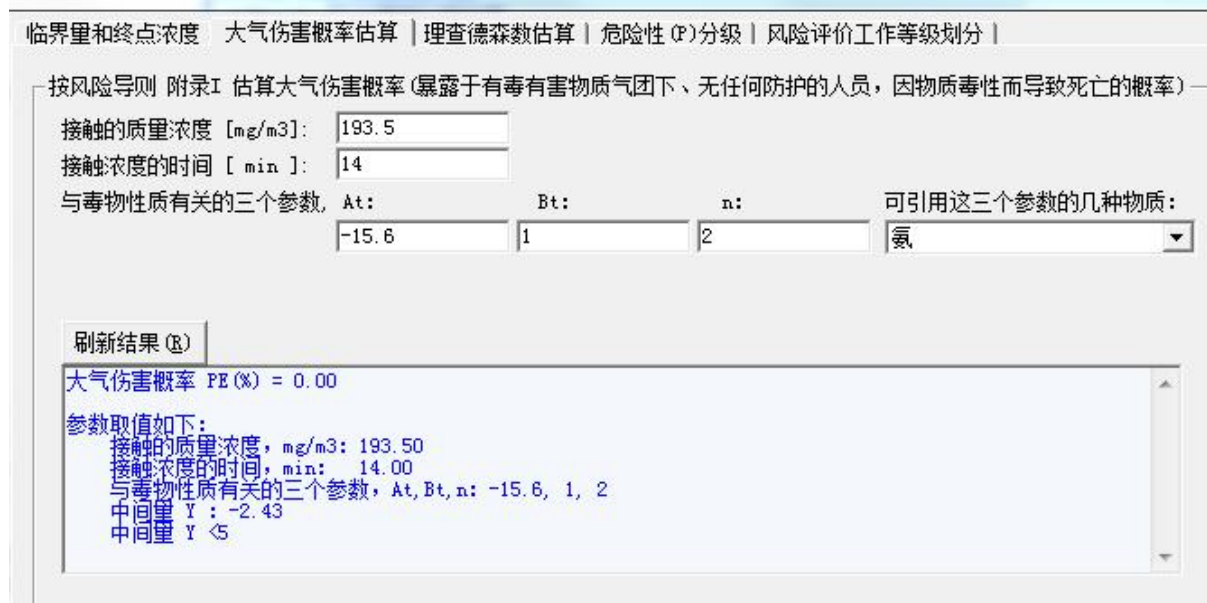 临界量和终点浓度 大气伤害概率估算 理查德森数估算 危险性(P)分级 风险评价工作等级划分
按风险导则 附录I 估算大气伤害概率(暴露于有毒有害物质气团下、无任何防护的人员，因物质毒性而导致死亡的概率)
接触的质量浓度 [mg/m3]: 193.5
接触浓度的时间 [ min ]: 14
与毒物性质有关的三个参数, At: Bt: n: 可引用这三个参数的几种物质:
-15.6 1 2 氨
刷新结果(R)
大气伤害概率 PE(%) = 0.00
参数取值如下:
接触的质量浓度，mg/m3: 193.50
接触浓度的时间，min: 14.00
与毒物性质有关的三个参数，At,Bt,n: -15.6, 1, 2
中间量 Y : -2.43
中间量 Y <5